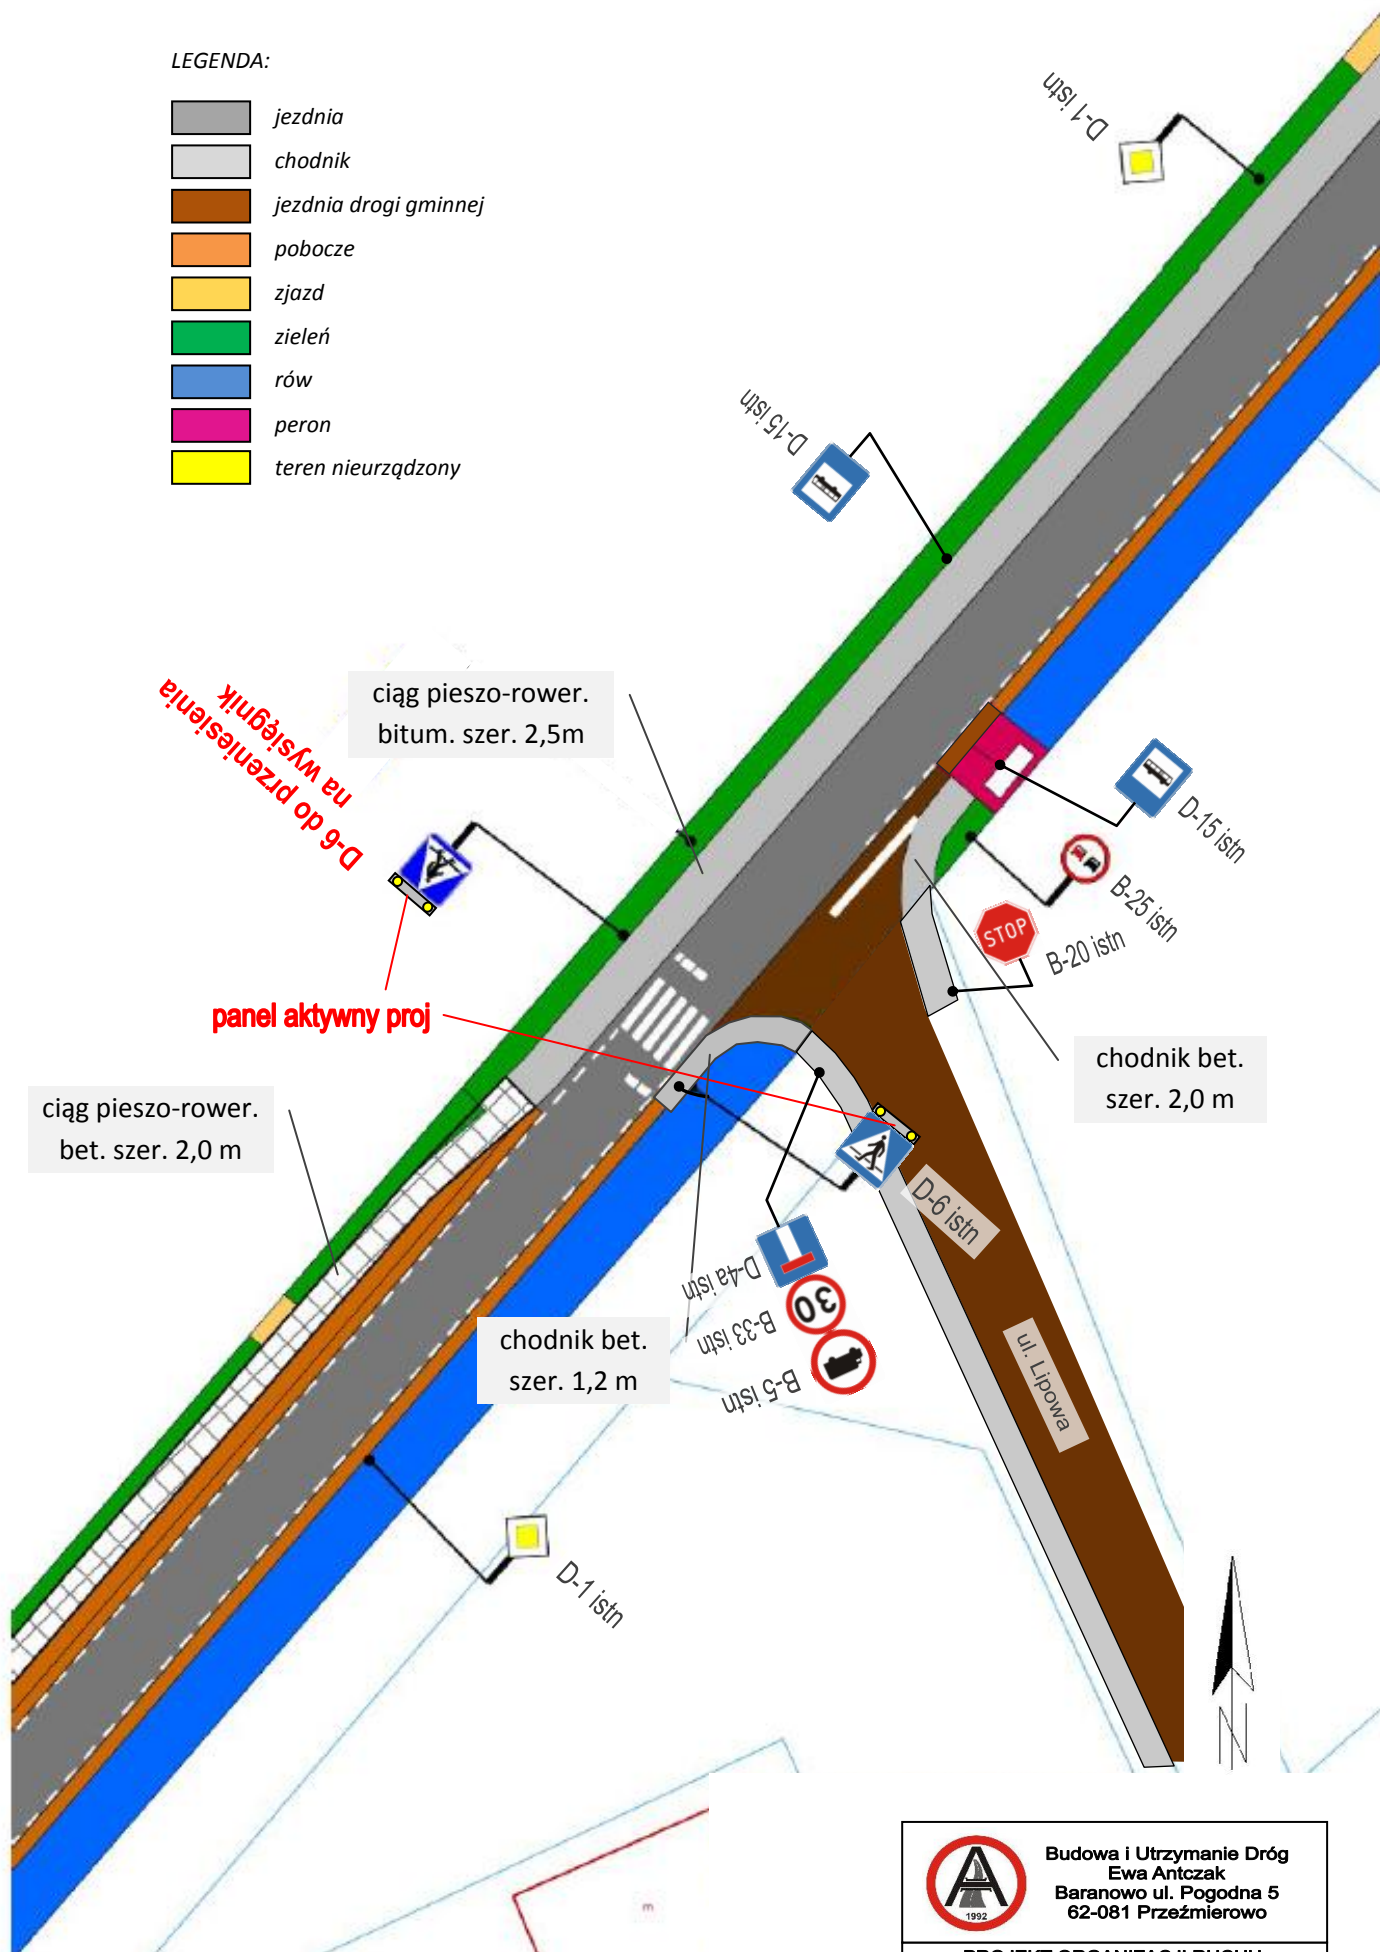 LEGENDA:
jezdnia
chodnik
jezdnia drogi gminnej
pobocze
zjazd
zieleń
rów
peron
teren nieurządzony
D-1 istn
D-15 istn
D-6 do przeniesienia
na wysięgnik
ciąg pieszo-rower.
bitum. szer. 2,5m
D-15 istn
B-25 istn
STOP
B-20 istn
panel aktywny proj
chodnik bet.
szer. 2,0 m
ciąg pieszo-rower.
bet. szer. 2,0 m
D-6 istn
D-4a istn
30
B-33 istn
B-5 istn
chodnik bet.
szer. 1,2 m
ul. Lipowa
D-1 istn
N
m
A
1992
Budowa i Utrzymanie Dróg
Ewa Antczak
Baranowo ul. Pogodna 5
62-081 Przeźmierowo
PROJEKT ORGANIZACJI RUCHU